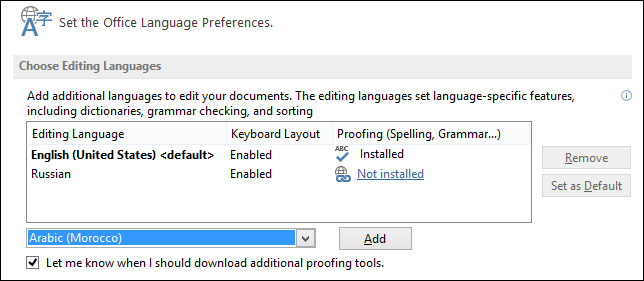 A字 Set the Office Language Preferences.
Choose Editing Languages
Add additional languages to edit your documents. The editing languages set language-specific features,
including dictionaries, grammar checking, and sorting
Editing Language Keyboard Layout Proofing (Spelling, Grammar...)
English (United States) <default> Enabled ABC Installed
Russian Enabled Not installed
Remove
Set as Default
Arabic (Morocco) Add
Let me know when I should download additional proofing tools.